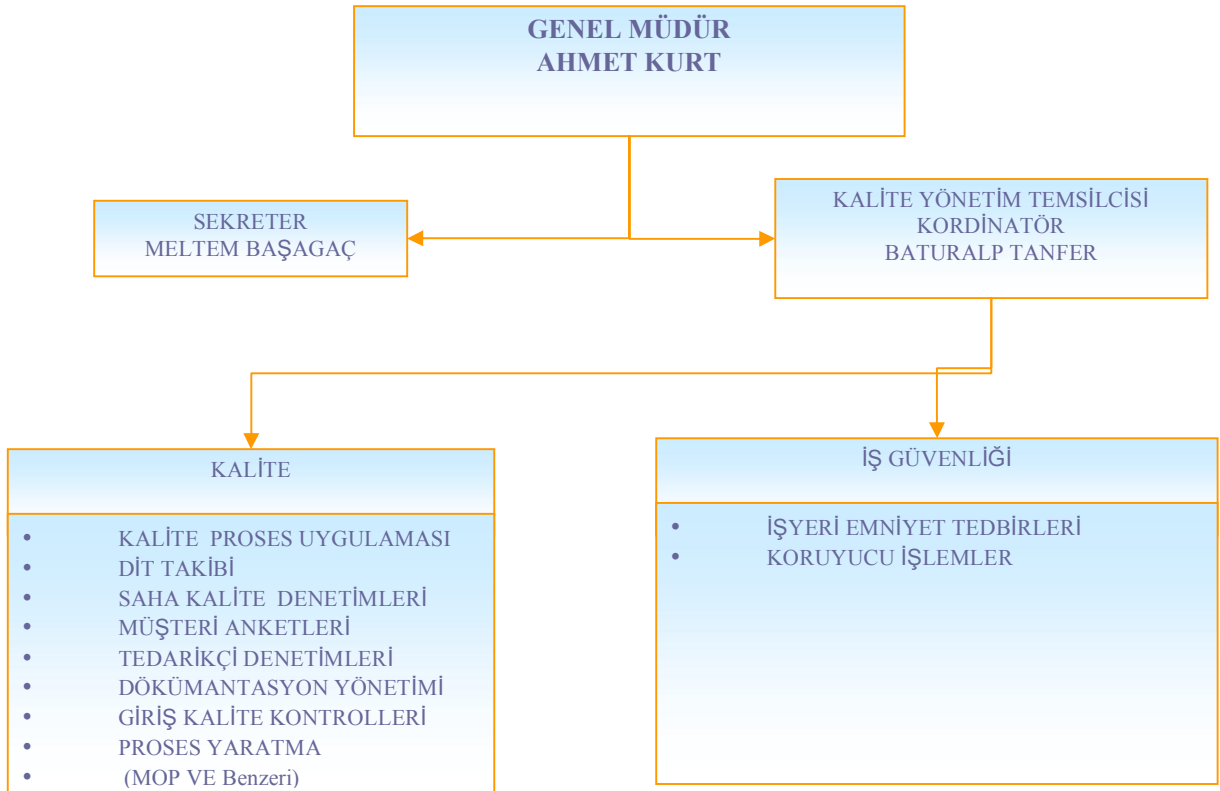 GENEL MÜDÜR
AHMET KURT
SEKRETER
MELTEM BAŞAGAÇ
KALİTE YÖNETİM TEMSİLCİSİ
KORDİNATÖR
BATURALP TANFER
KALİTE
• KALİTE PROSES UYGULAMASI
• DİT TAKİBİ
• SAHA KALİTE DENETİMLERİ
• MÜŞTERİ ANKETLERİ
• TEDARİKÇİ DENETİMLERİ
• DÖKÜMANTASYON YÖNETİMİ
• GİRİŞ KALİTE KONTROLLERİ
• PROSES YARATMA
• (MOP VE Benzeri)
İŞ GÜVENLİĞİ
• İŞYERİ EMNİYET TEDBİRLERİ
• KORUYUCU İŞLEMLER